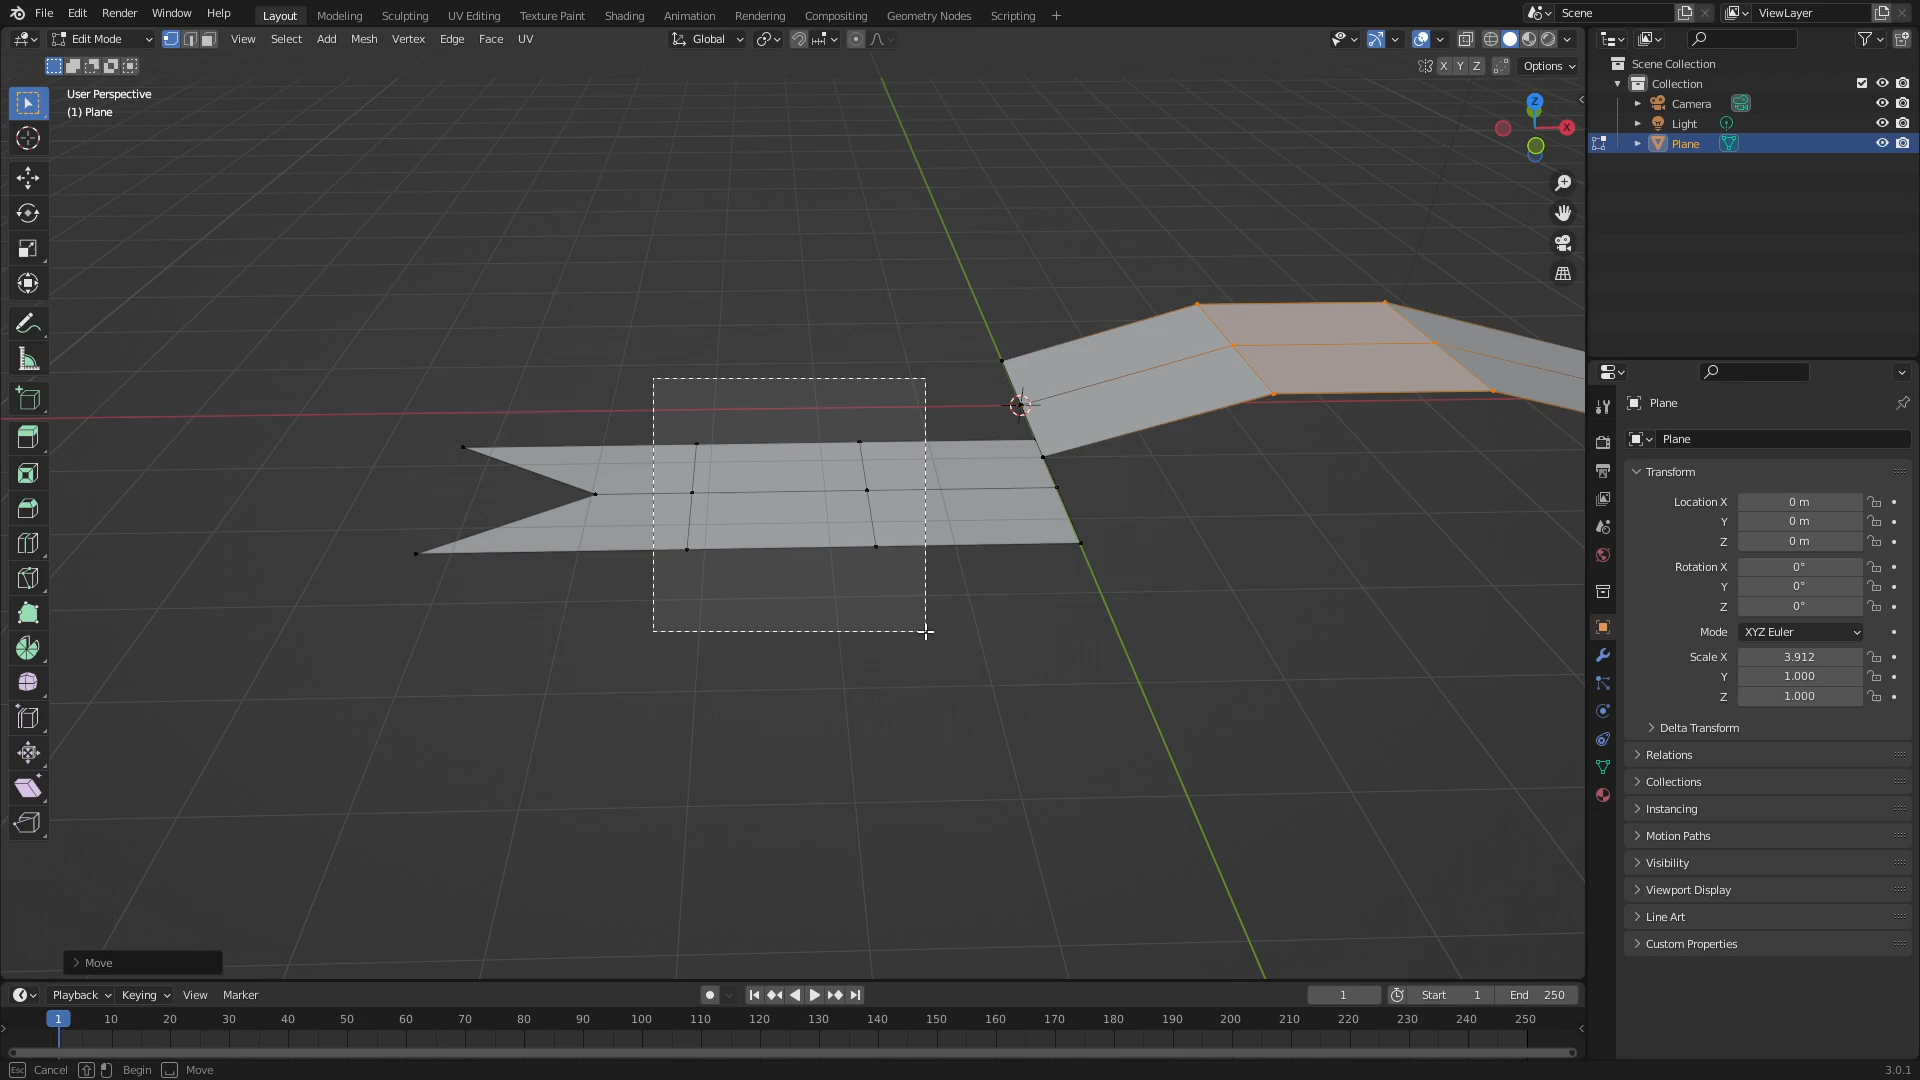 File Edit Render Window Help Layout Modeling Sculpting UV Editing Texture Paint Shading Animation Rendering Compositing Geometry Nodes Scripting + Scene ViewLayer
Edit Mode View Select Add Mesh Vertex Edge Face UV Global
X Y Z Options
User Perspective
(1) Plane
Z
X
Scene Collection
Collection
Camera
Light
Plane
Plane
Plane
Transform
Location X 0 m
Y 0 m
Z 0 m
Rotation X 0°
Y 0°
Z 0°
Mode XYZ Euler
Scale X 3.912
Y 1.000
Z 1.000
Delta Transform
Relations
Collections
Instancing
Motion Paths
Visibility
Viewport Display
Line Art
Custom Properties
Move
Playback Keying View Marker 1 Start 1 End 250
1 10 20 30 40 50 60 70 80 90 100 110 120 130 140 150 160 170 180 190 200 210 220 230 240 250
Esc Cancel Begin Move 3.0.1